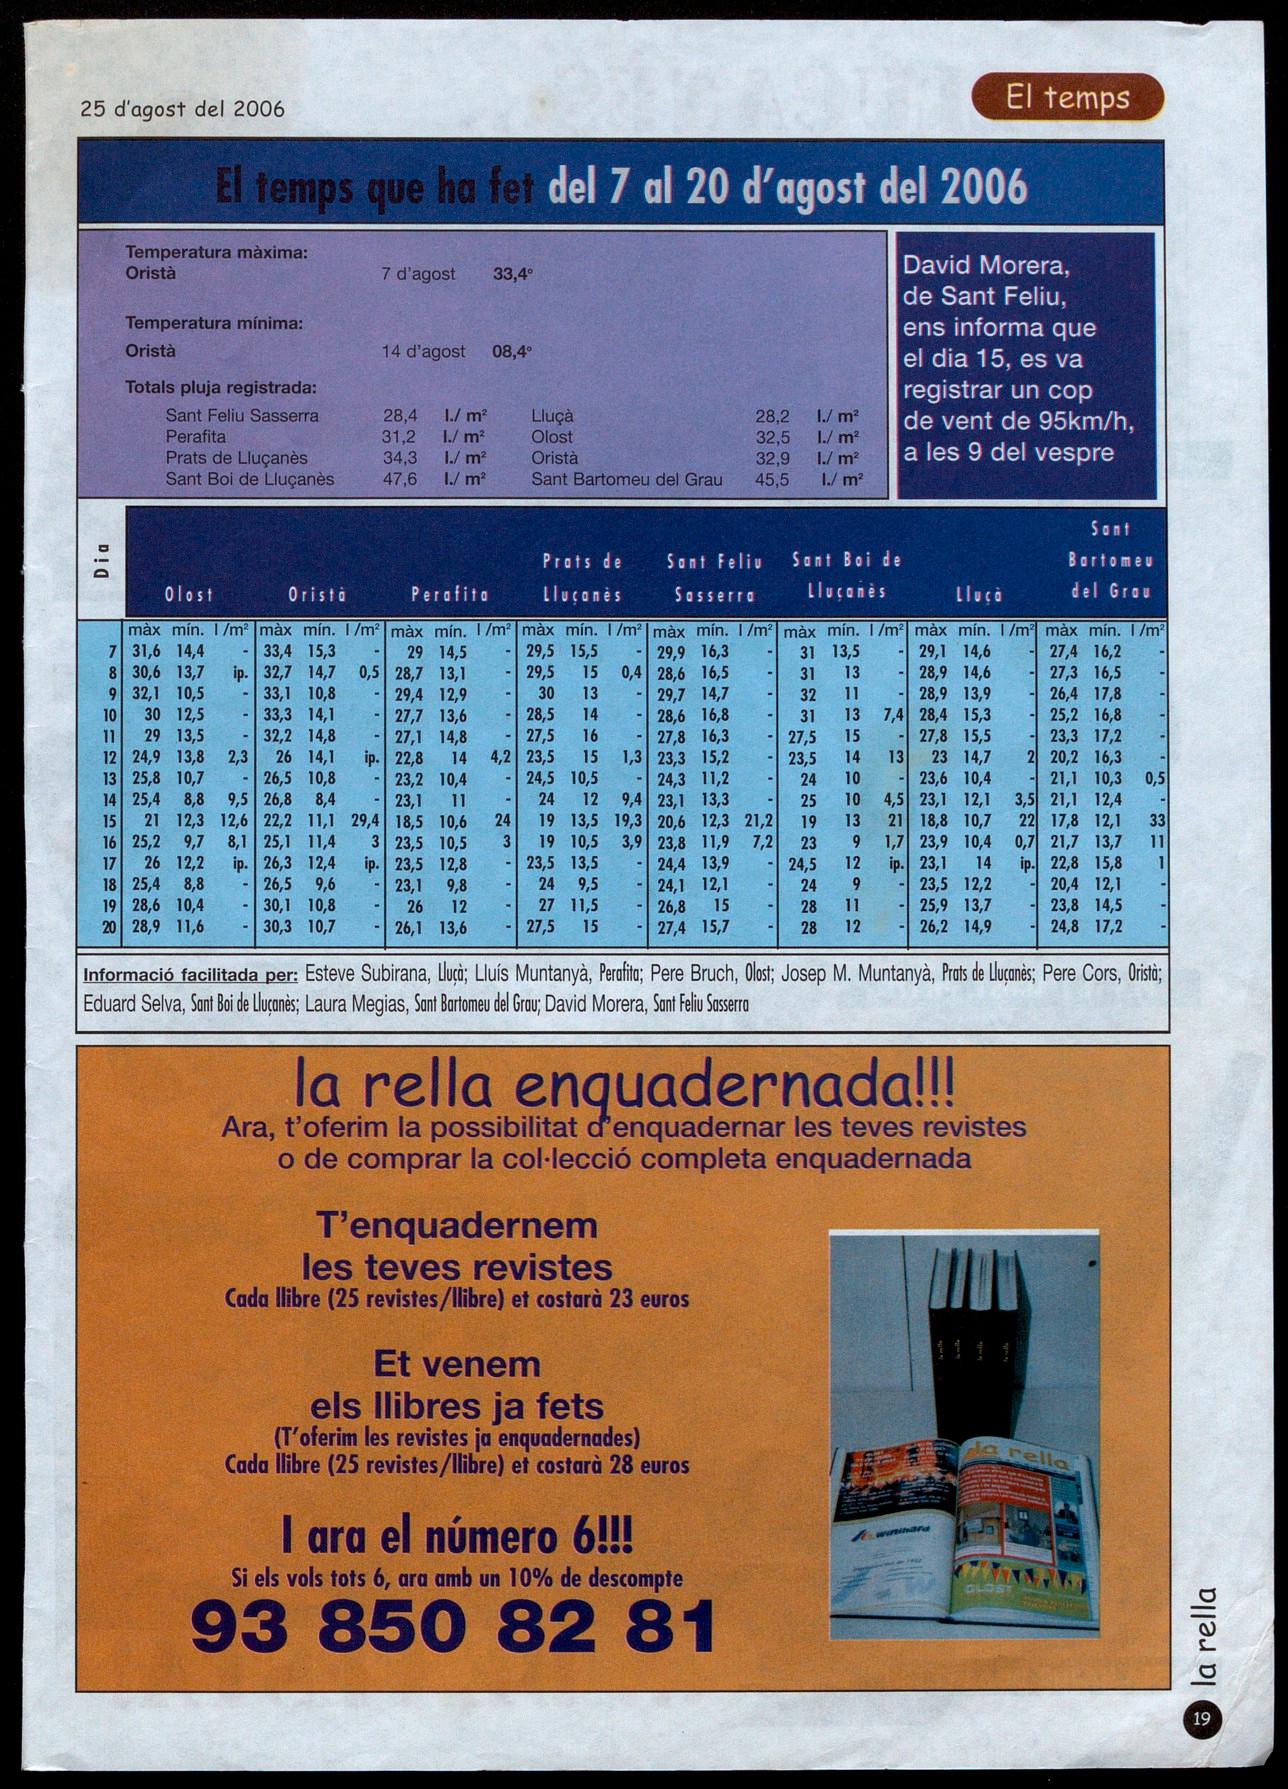 25 d'agost del 2006
El temps
El temps que ha fet del 7 al 20 d'agost del 2006
Temperatura màxima:
Oristà 7 d'agost 33,4º
Temperatura mínima:
Oristà 14 d'agost 08,4º
Totals pluja registrada:
Sant Feliu Sasserra 28,4 l./ m² Lluçà 28,2 l./ m²
Perafita 31,2 l./ m² Olost 32,5 l./ m²
Prats de Lluçanès 34,3 l./ m² Oristà 32,9 l./ m²
Sant Boi de Lluçanès 47,6 l./ m² Sant Bartomeu del Grau 45,5 l./ m²
David Morera,
de Sant Feliu,
ens informa que
el dia 15, es va
registrar un cop
de vent de 95km/h,
a les 9 del vespre
Dia Olost Oristà Perafita Prats de Lluçanès Sant Feliu Sasserra Sant Boi de Lluçanès Lluçà Sant Bartomeu del Grau
màx mín. l/m² màx mín. l/m² màx mín. l/m² màx mín. l/m² màx mín. l/m² màx mín. l/m² màx mín. l/m² màx mín. l/m²
7 31,6 14,4 - 33,4 15,3 - 29 14,5 - 29,5 15,5 - 29,9 16,3 - 31 13,5 - 29,1 14,6 - 27,4 16,2 -
8 30,6 13,7 ip. 32,7 14,7 0,5 28,7 13,1 - 29,5 15 0,4 28,6 16,5 - 31 13 - 28,9 14,6 - 27,3 16,5 -
9 32,1 10,5 - 33,1 10,8 - 29,4 12,9 - 30 13 - 29,7 14,7 - 32 11 - 28,9 13,9 - 26,4 17,8 -
10 30 12,5 - 33,3 14,1 - 27,7 13,6 - 28,5 14 - 28,6 16,8 - 31 13 7,4 28,4 15,3 - 25,2 16,8 -
11 29 13,5 - 32,2 14,8 - 27,1 14,8 - 27,5 16 - 27,8 16,3 - 27,5 15 - 27,8 15,5 - 23,3 17,2 -
12 24,9 13,8 2,3 26 14,1 ip. 22,8 14 4,2 23,5 15 1,3 23,3 15,2 - 23,5 14 13 23 14,7 2 20,2 16,3 -
13 25,8 10,7 - 26,5 10,8 - 23,2 10,4 - 24,5 10,5 - 24,3 11,2 - 24 10 - 23,6 10,4 - 21,1 10,3 0,5
14 25,4 8,8 9,5 26,8 8,4 - 23,1 11 - 24 12 9,4 23,1 13,3 - 25 10 4,5 23,1 12,1 3,5 21,1 12,4 -
15 21 12,3 12,6 22,2 11,1 29,4 18,5 10,6 24 19 13,5 19,3 20,6 12,3 21,2 19 13 21 18,8 10,7 22 17,8 12,1 33
16 25,2 9,7 8,1 25,1 11,4 3 23,5 10,5 3 19 10,5 3,9 23,8 11,9 7,2 23 9 1,7 23,9 10,4 0,7 21,7 13,7 11
17 26 12,2 ip. 26,3 12,4 ip. 23,5 12,8 - 23,5 13,5 - 24,4 13,9 - 24,5 12 ip. 23,1 14 ip. 22,8 15,8 1
18 25,4 8,8 - 26,5 9,6 - 23,1 9,8 - 24 9,5 - 24,1 12,1 - 24 9 - 23,5 12,2 - 20,4 12,1 -
19 28,6 10,4 - 30,1 10,8 - 26 12 - 27 11,5 - 26,8 15 - 28 11 - 25,9 13,7 - 23,8 14,5 -
20 28,9 11,6 - 30,3 10,7 - 26,1 13,6 - 27,5 15 - 27,4 15,7 - 28 12 - 26,2 14,9 - 24,8 17,2 -
Informació facilitada per: Esteve Subirana, Lluçà; Lluís Muntanyà, Perafita; Pere Bruch, Olost; Josep M. Muntanyà, Prats de Lluçanès; Pere Cors, Oristà;
Eduard Selva, Sant Boi de Lluçanès; Laura Megias, Sant Bartomeu del Grau; David Morera, Sant Feliu Sasserra
la rella enquadernada!!!
Ara, t'oferim la possibilitat d'enquadernar les teves revistes
o de comprar la col·lecció completa enquadernada
T'enquadernem
les teves revistes
Cada llibre (25 revistes/llibre) et costarà 23 euros
Et venem
els llibres ja fets
(T'oferim les revistes ja enquadernades)
Cada llibre (25 revistes/llibre) et costarà 28 euros
I ara el número 6!!!
Si els vols tots 6, ara amb un 10% de descompte
93 850 82 81
la rella
OLOST
la rella
19